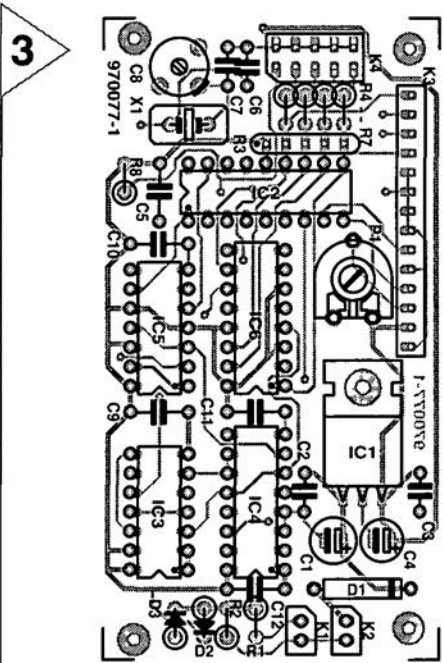 3
C8
970077-1
X1
C7
C6
K4
K3
R4 -
R7
R3
R8
C5
IC2
C10
P1
IC5
IC6
C9
C11
970077-1
IC1
C2
IC3
IC4
C1
C4
C3
D1
D3
R2
D2
R1
C12
K1
K2